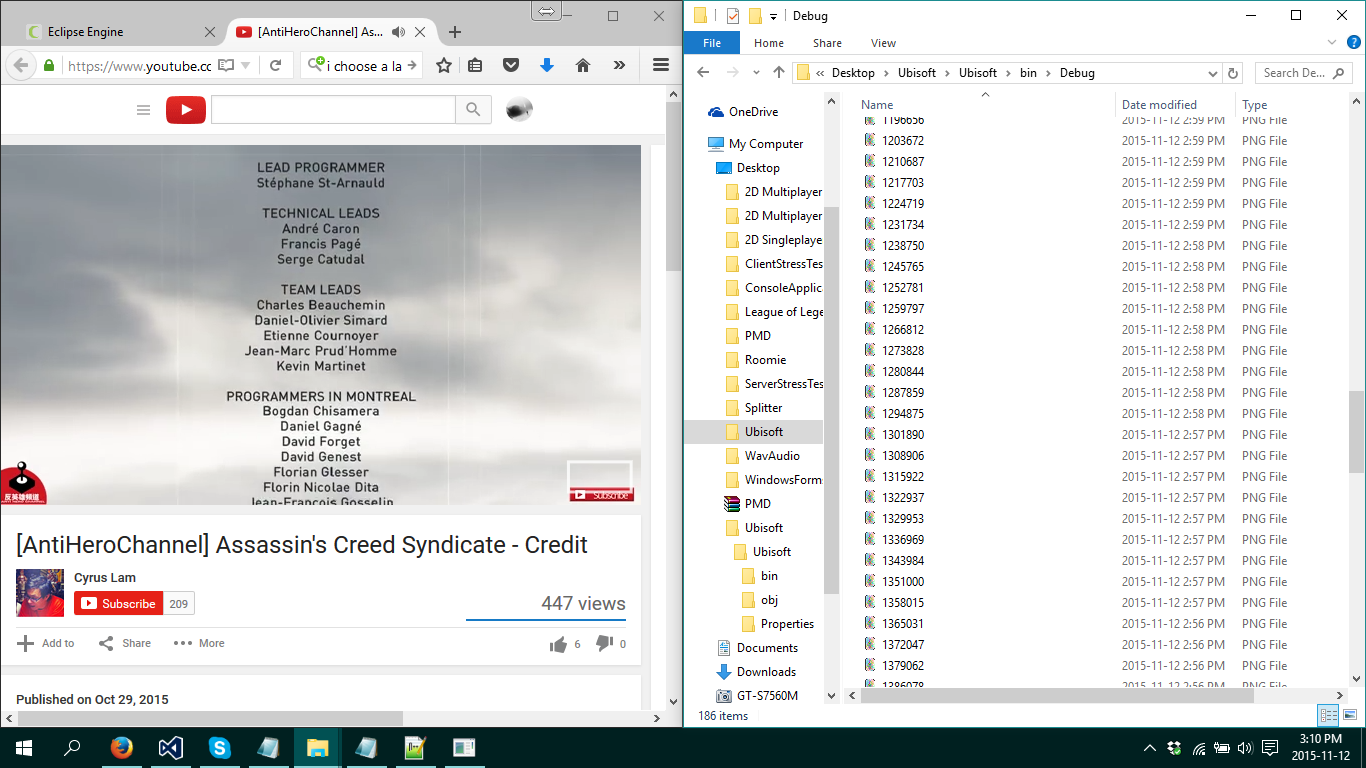 Eclipse Engine
[AntiHeroChannel] As...
https://www.youtube.cc
i choose a la
LEAD PROGRAMMER
Stéphane St-Arnauld
TECHNICAL LEADS
André Caron
Francis Pagé
Serge Catudal
TEAM LEADS
Charles Beauchemin
Daniel-Olivier Simard
Etienne Cournoyer
Jean-Marc Prud'Homme
Kevin Martinet
PROGRAMMERS IN MONTREAL
Bogdan Chisamera
Daniel Gagné
David Forget
David Genest
Florian Glesser
Florin Nicolae Dita
Jean-François Gosselin
反英雄頻道
Subscribe
[AntiHeroChannel] Assassin's Creed Syndicate - Credit
Cyrus Lam
Subscribe 209
447 views
Add to Share More 6 0
Published on Oct 29, 2015
Debug
File Home Share View
« Desktop Ubisoft Ubisoft bin Debug
Search De...
OneDrive
My Computer
Desktop
2D Multiplayer
2D Multiplayer
2D Singleplaye
ClientStressTes
ConsoleApplic
League of Lege
PMD
Roomie
ServerStressTes
Splitter
Ubisoft
WavAudio
WindowsForm
PMD
Ubisoft
Ubisoft
bin
obj
Properties
Documents
Downloads
GT-S7560M
Name Date modified Type
1196656 2015-11-12 2:59 PM PNG File
1203672 2015-11-12 2:59 PM PNG File
1210687 2015-11-12 2:59 PM PNG File
1217703 2015-11-12 2:59 PM PNG File
1224719 2015-11-12 2:59 PM PNG File
1231734 2015-11-12 2:59 PM PNG File
1238750 2015-11-12 2:58 PM PNG File
1245765 2015-11-12 2:58 PM PNG File
1252781 2015-11-12 2:58 PM PNG File
1259797 2015-11-12 2:58 PM PNG File
1266812 2015-11-12 2:58 PM PNG File
1273828 2015-11-12 2:58 PM PNG File
1280844 2015-11-12 2:58 PM PNG File
1287859 2015-11-12 2:58 PM PNG File
1294875 2015-11-12 2:58 PM PNG File
1301890 2015-11-12 2:57 PM PNG File
1308906 2015-11-12 2:57 PM PNG File
1315922 2015-11-12 2:57 PM PNG File
1322937 2015-11-12 2:57 PM PNG File
1329953 2015-11-12 2:57 PM PNG File
1336969 2015-11-12 2:57 PM PNG File
1343984 2015-11-12 2:57 PM PNG File
1351000 2015-11-12 2:57 PM PNG File
1358015 2015-11-12 2:57 PM PNG File
1365031 2015-11-12 2:56 PM PNG File
1372047 2015-11-12 2:56 PM PNG File
1379062 2015-11-12 2:56 PM PNG File
1386078 2015-11-12 2:56 PM PNG File
186 items
3:10 PM
2015-11-12